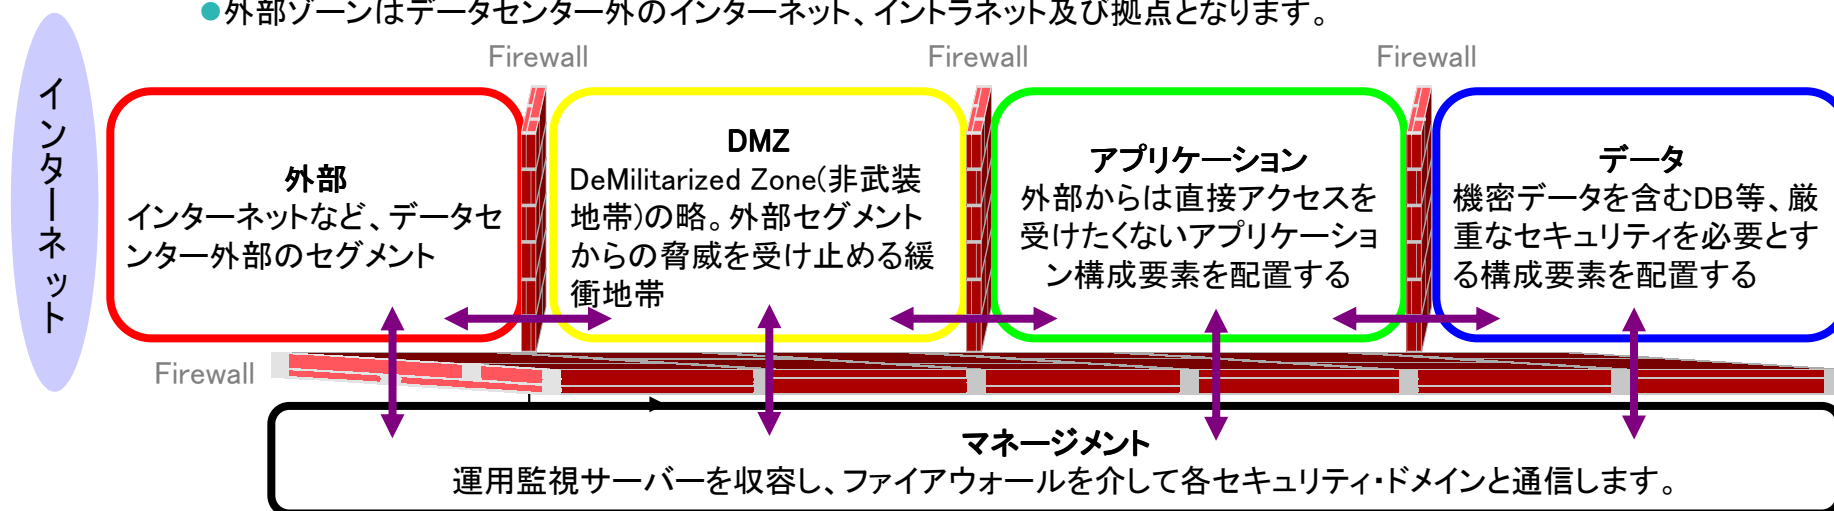 ●外部ゾーンはデータセンター外のインターネット、イントラネット及び拠点となります。
Firewall
Firewall
Firewall
インターネット
外部
インターネットなど、データセ
ンター外部のセグメント
DMZ
DeMilitarized Zone(非武装
地帯)の略。外部セグメント
からの脅威を受け止める緩
衝地帯
アプリケーション
外部からは直接アクセスを
受けたくないアプリケーショ
ン構成要素を配置する
データ
機密データを含むDB等、厳
重なセキュリティを必要とす
る構成要素を配置する
Firewall
マネージメント
運用監視サーバーを収容し、ファイアウォールを介して各セキュリティ・ドメインと通信します。